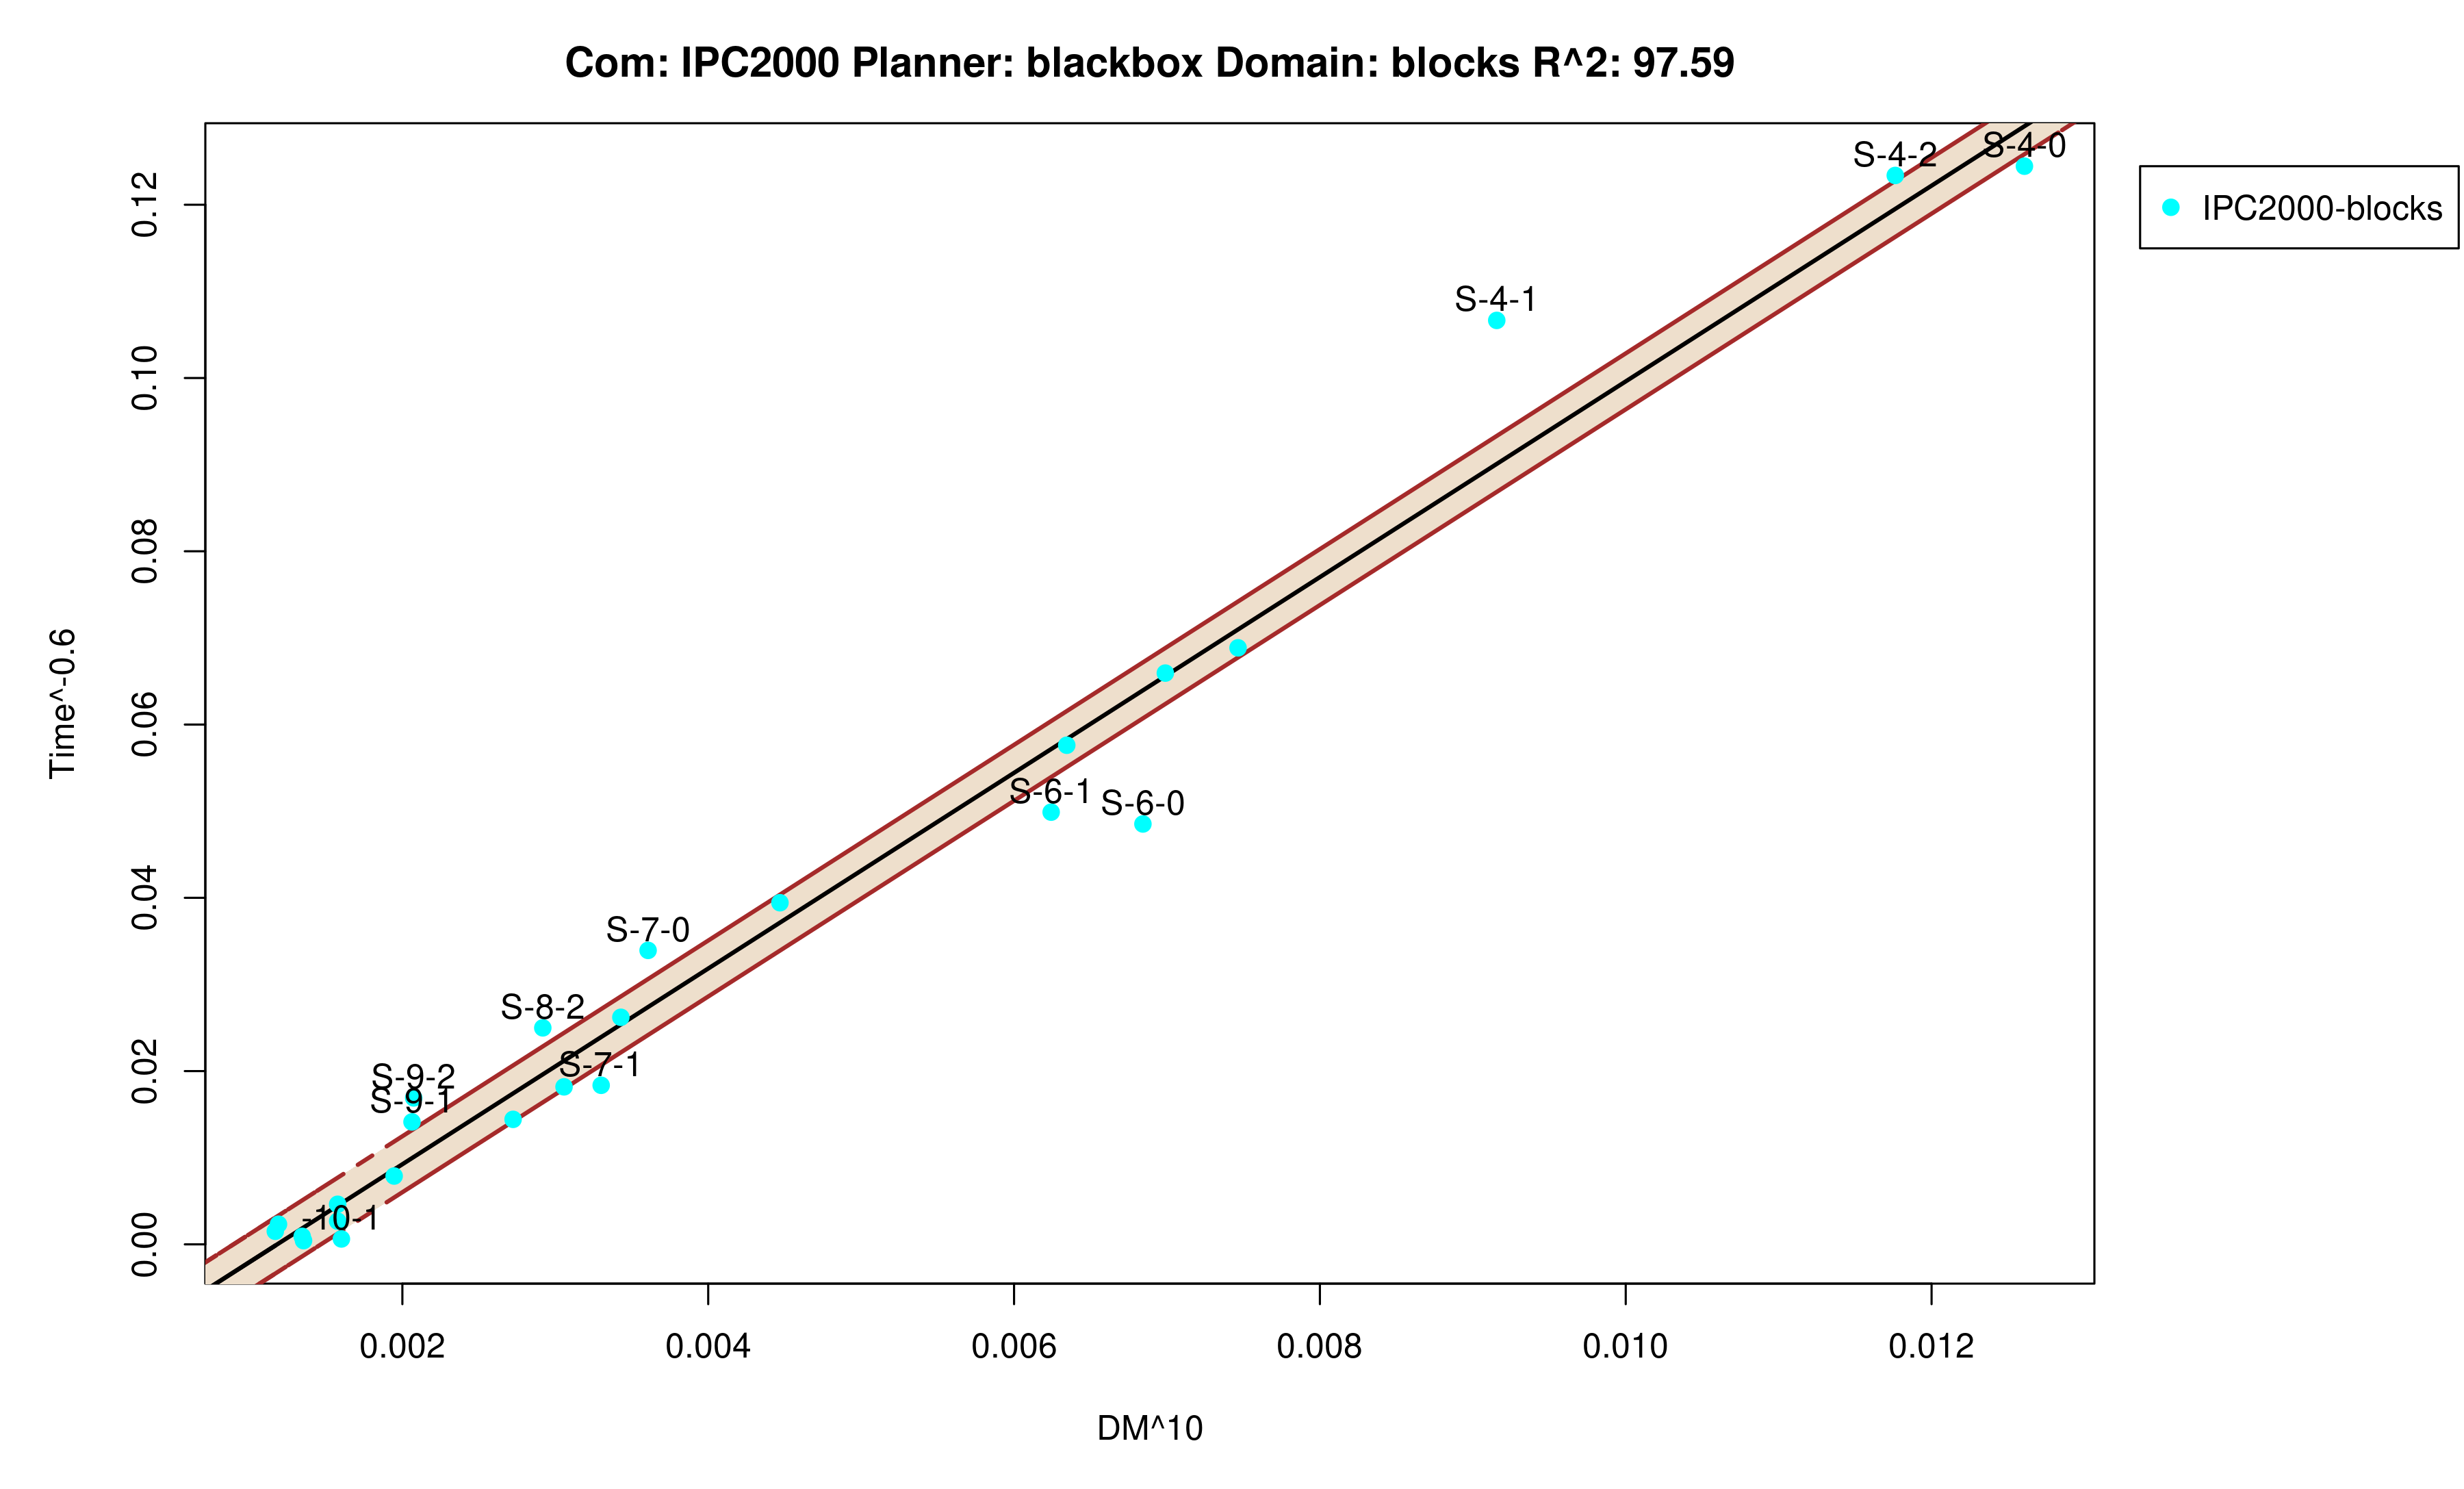 Com: IPC2000 Planner: blackbox Domain: blocks R^2: 97.59
S-4-2
S-4-0
IPC2000-blocks
S-4-1
S-6-1
S-6-0
S-7-0
S-8-2
S-7-1
S-9-2
S-9-1
-10-1
0.12
0.10
0.08
0.06
0.04
0.02
0.00
Time^-0.6
0.002
0.004
0.006
0.008
0.010
0.012
DM^10